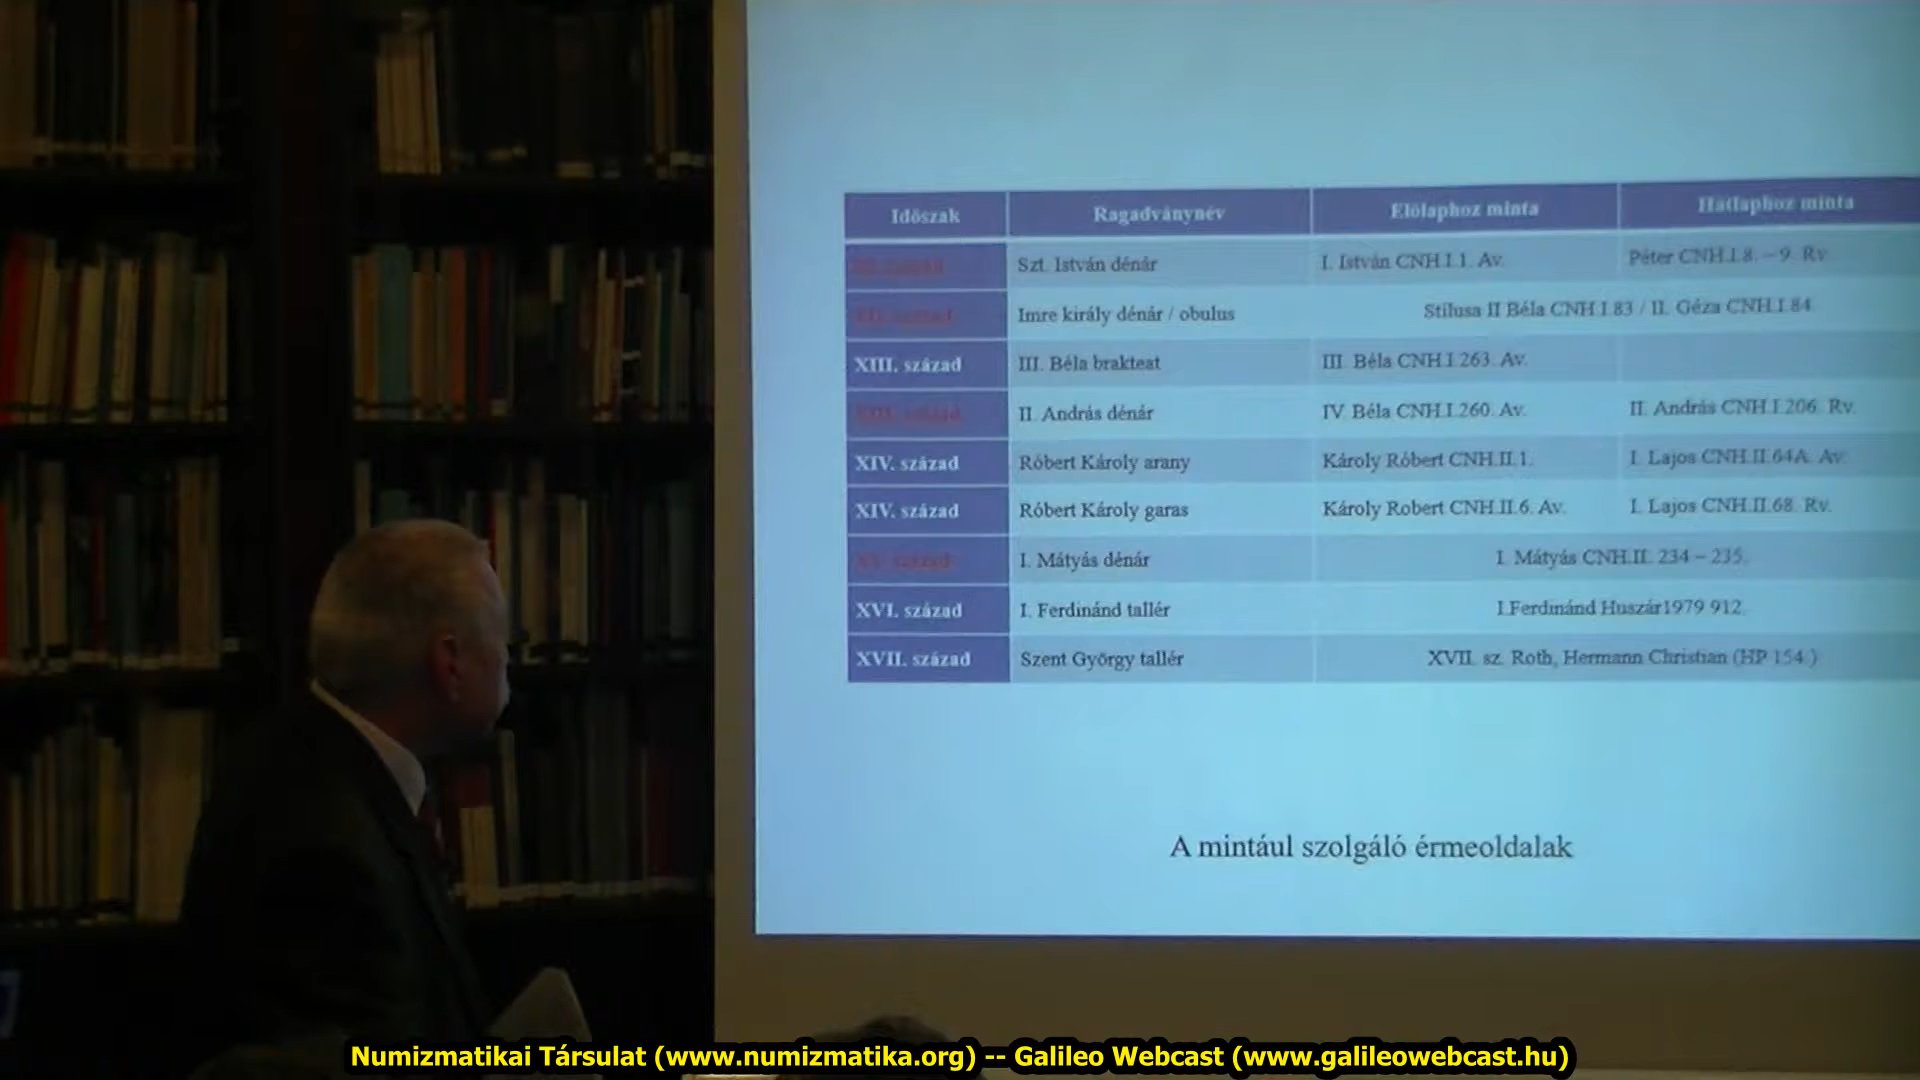 Időszak Ragadványnév Előlaphoz minta Hátlaphoz minta
Szt. István dénár I. István CNH.I.1. Av. Péter CNH.I.8. – 9. Rv.
Imre király dénár / obulus Stílusa II Béla CNH.I.83 / II. Géza CNH.I.84.
XIII. század III. Béla brakteat III. Béla CNH.I.263. Av.
XIII. század II. András dénár IV. Béla CNH.I.260. Av. II. András CNH.I.206. Rv.
XIV. század Róbert Károly arany Károly Róbert CNH.II.1. I. Lajos CNH.II.64A. Av.
XIV. század Róbert Károly garas Károly Robert CNH.II.6. Av. I. Lajos CNH.II.68. Rv.
XV. század I. Mátyás dénár I. Mátyás CNH.II. 234 – 235.
XVI. század I. Ferdinánd tallér I.Ferdinánd Huszár1979 912.
XVII. század Szent György tallér XVII. sz. Roth, Hermann Christian (HP 154.)
A mintául szolgáló érmeoldalak
Numizmatikai Társulat (www.numizmatika.org) -- Galileo Webcast (www.galileowebcast.hu)